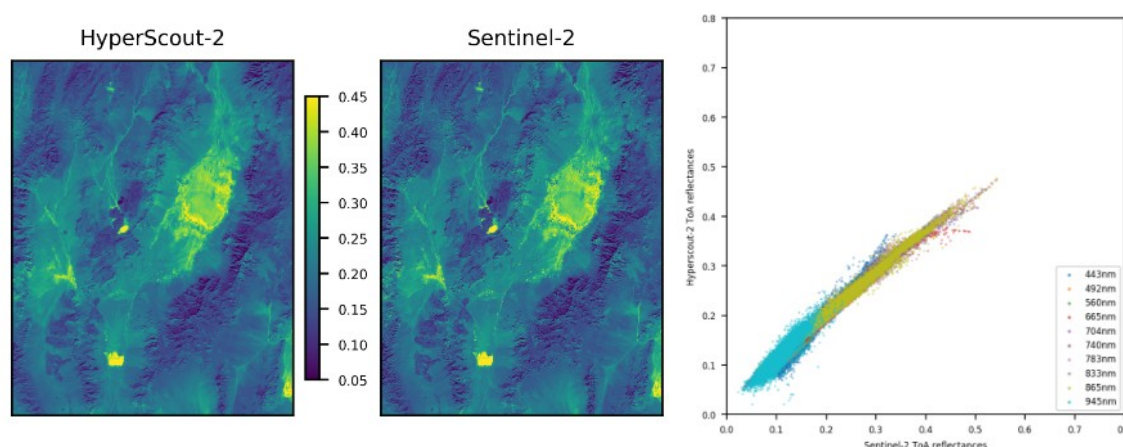 HyperScout-2
Sentinel-2
0.45
0.40
0.35
0.30
0.25
0.20
0.15
0.10
0.05
0.8
0.7
0.6
0.5
0.4
0.3
0.2
0.1
0.0
Hyperscout-2 ToA reflectances
443nm
492nm
560nm
665nm
704nm
740nm
783nm
833nm
865nm
945nm
0.0 0.1 0.2 0.3 0.4 0.5 0.6 0.7 0.8
Sentinel-2 ToA reflectances